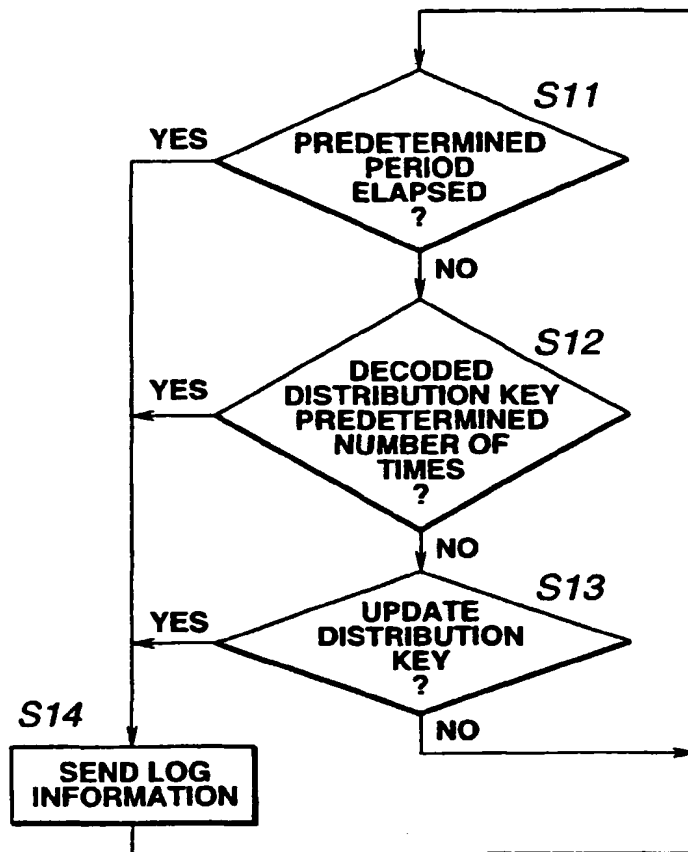 S11
YES
PREDETERMINED
PERIOD
ELAPSED
?
NO
S12
YES
DECODED
DISTRIBUTION KEY
PREDETERMINED
NUMBER OF
TIMES
?
NO
S13
YES
UPDATE
DISTRIBUTION
KEY
?
NO
S14
SEND LOG
INFORMATION